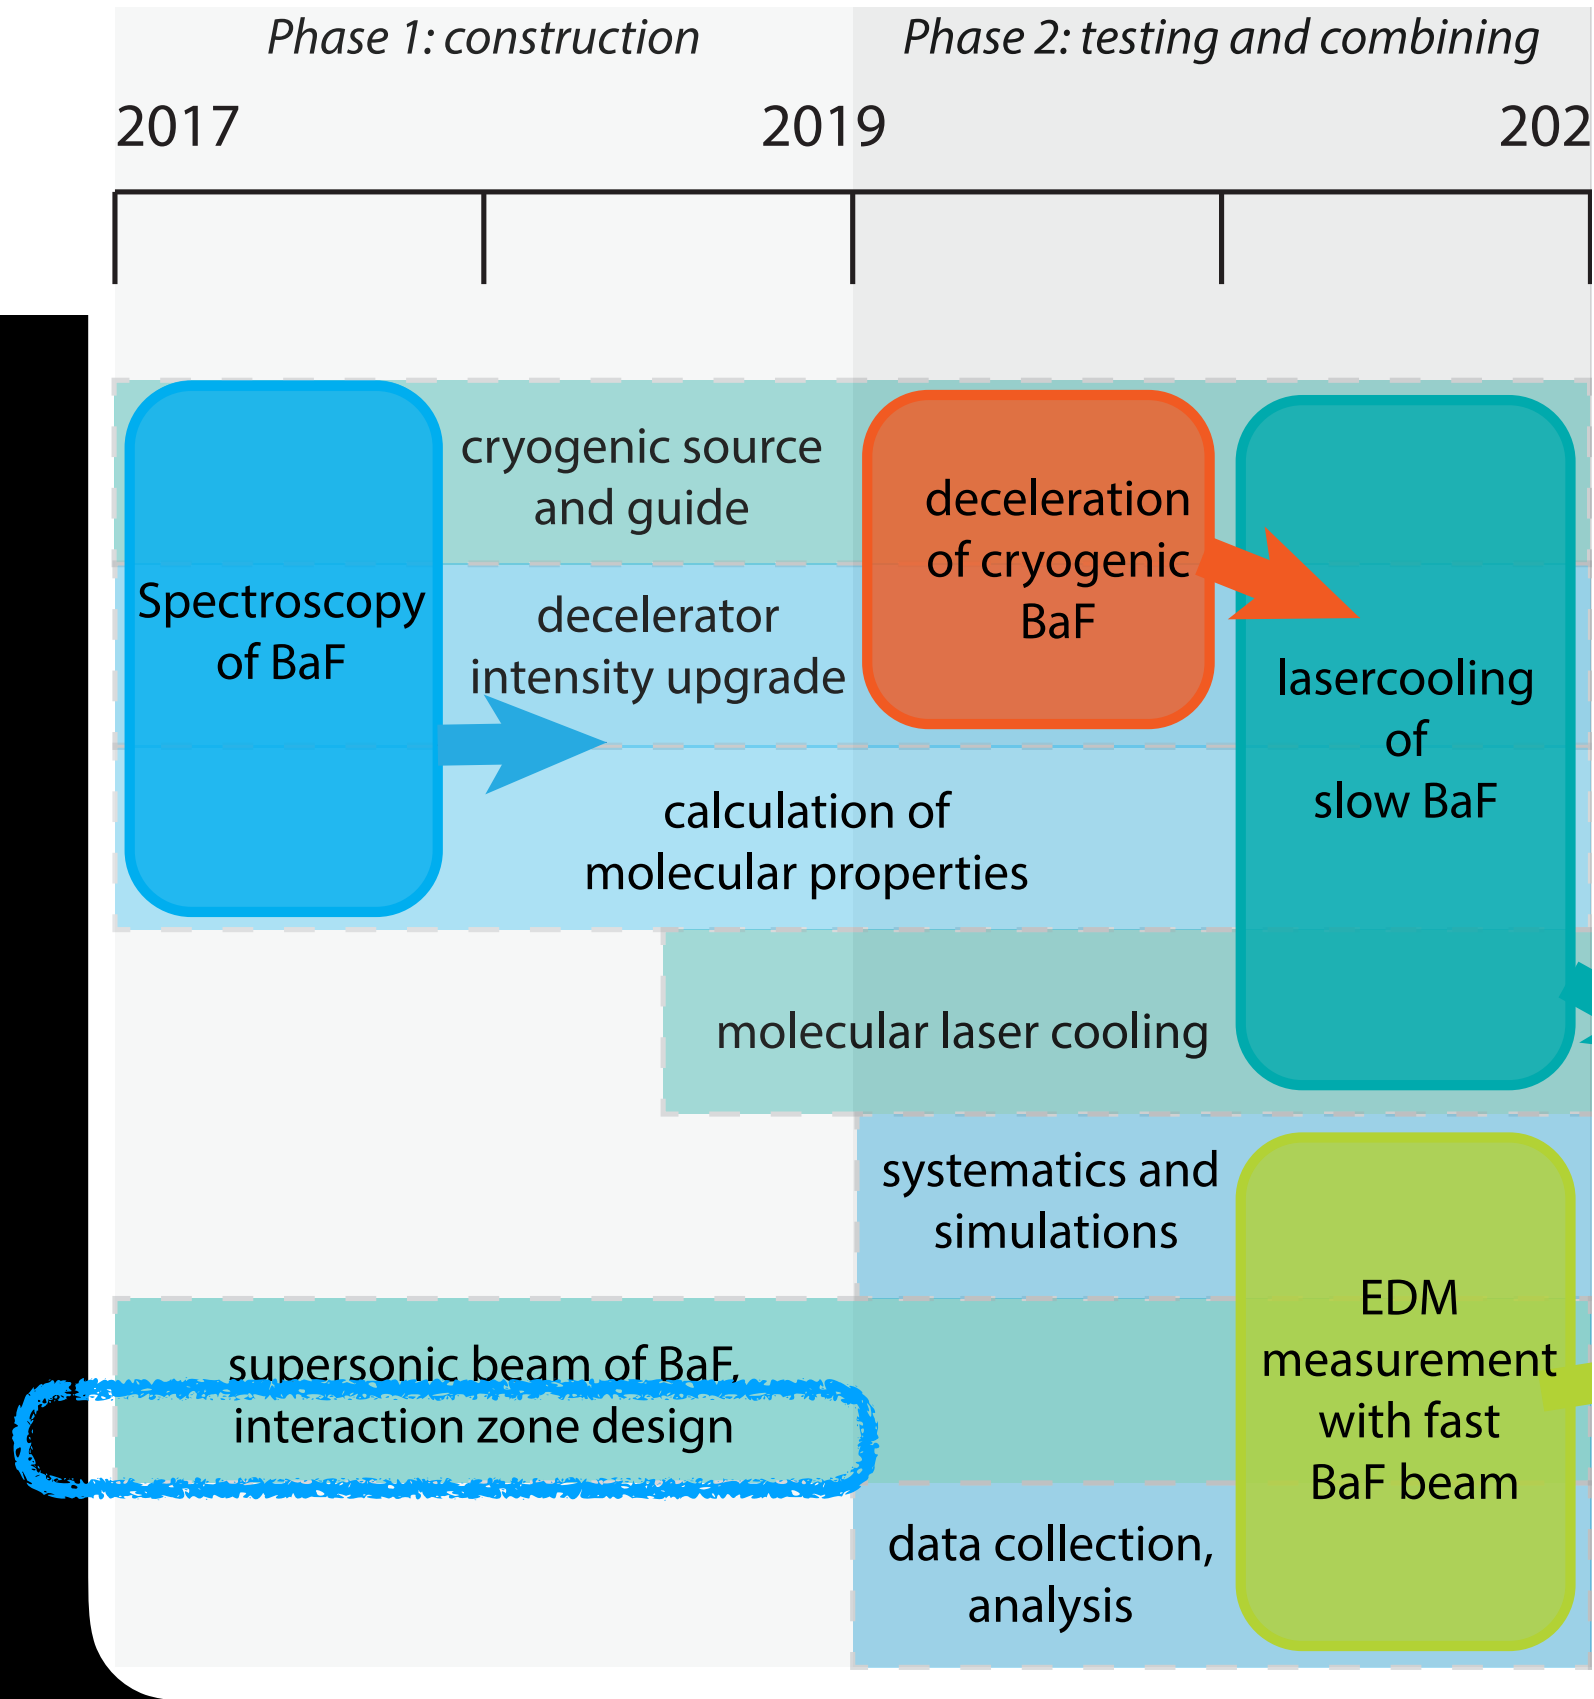 Phase 1: construction
Phase 2: testing and combining
2017
2019
202
cryogenic source
and guide
deceleration
of cryogenic
BaF
Spectroscopy
of BaF
decelerator
intensity upgrade
lasercooling
of
slow BaF
calculation of
molecular properties
molecular laser cooling
systematics and
simulations
EDM
measurement
with fast
BaF beam
supersonic beam of BaF,
interaction zone design
data collection,
analysis